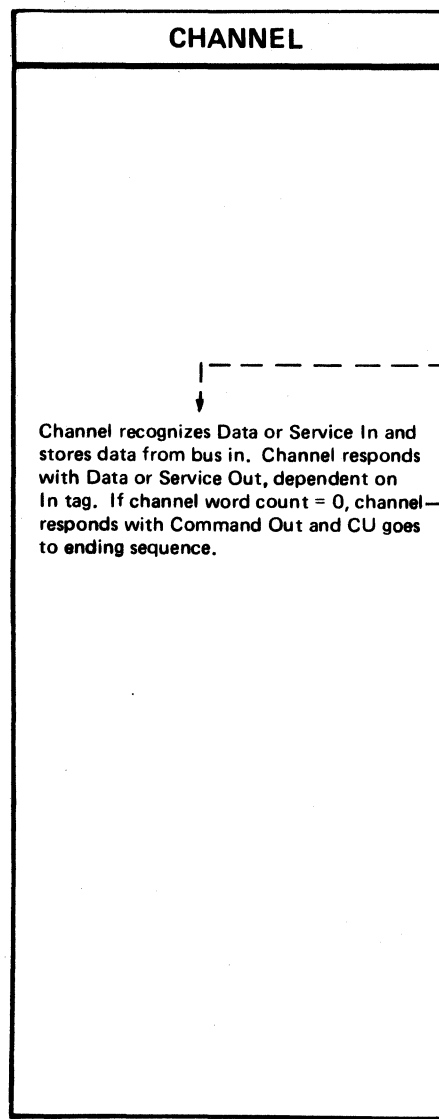 CHANNEL
Channel recognizes Data or Service In and
stores data from bus in. Channel responds
with Data or Service Out, dependent on
In tag. If channel word count = 0, channel—
responds with Command Out and CU goes
to ending sequence.